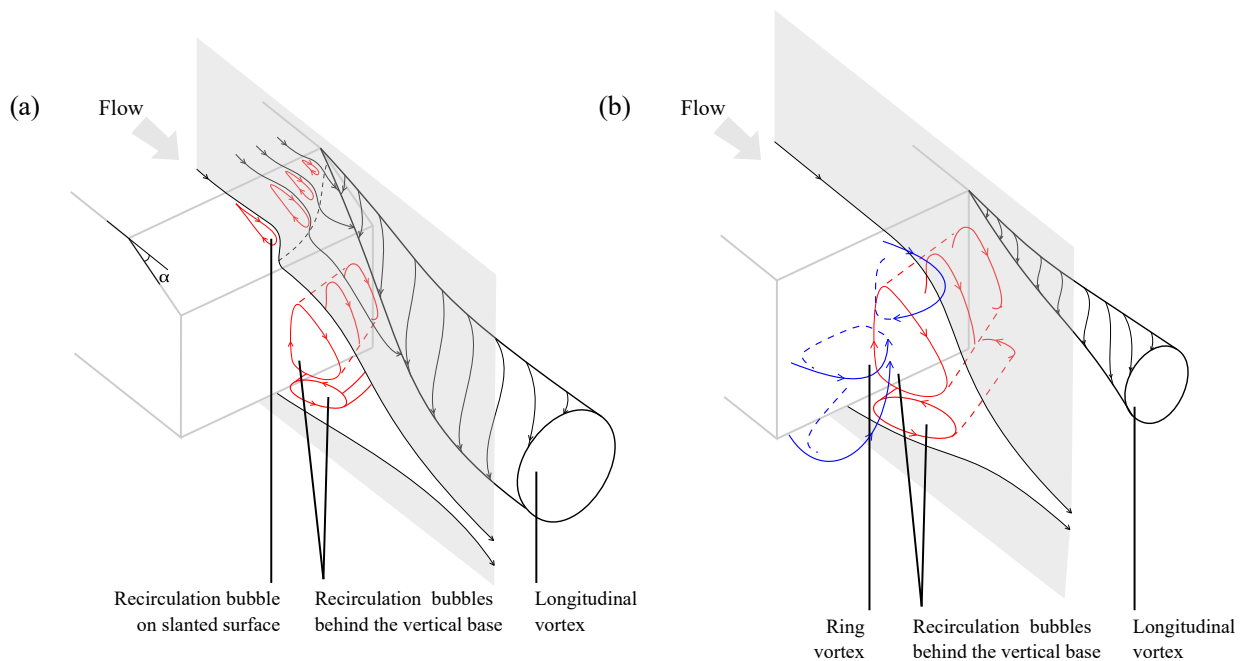 (a)
Flow
α
Recirculation bubble
on slanted surface
Recirculation bubbles
behind the vertical base
Longitudinal
vortex
(b)
Flow
Ring
vortex
Recirculation bubbles
behind the vertical base
Longitudinal
vortex